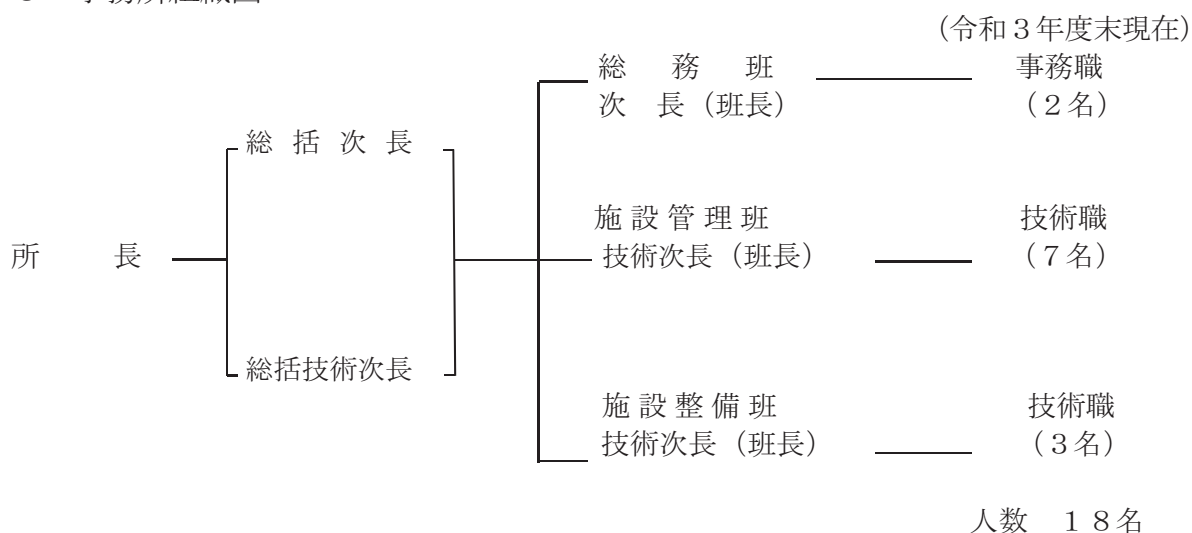 (令和３年度末現在)
総　務　班　事務職
次　長（班長）　（２名）
総 括 次 長
施 設 管 理 班　技術職
所　　長　技術次長（班長）　（７名）
総括技術次長
施 設 整 備 班　技術職
技術次長（班長）　（３名）
人数　１８名